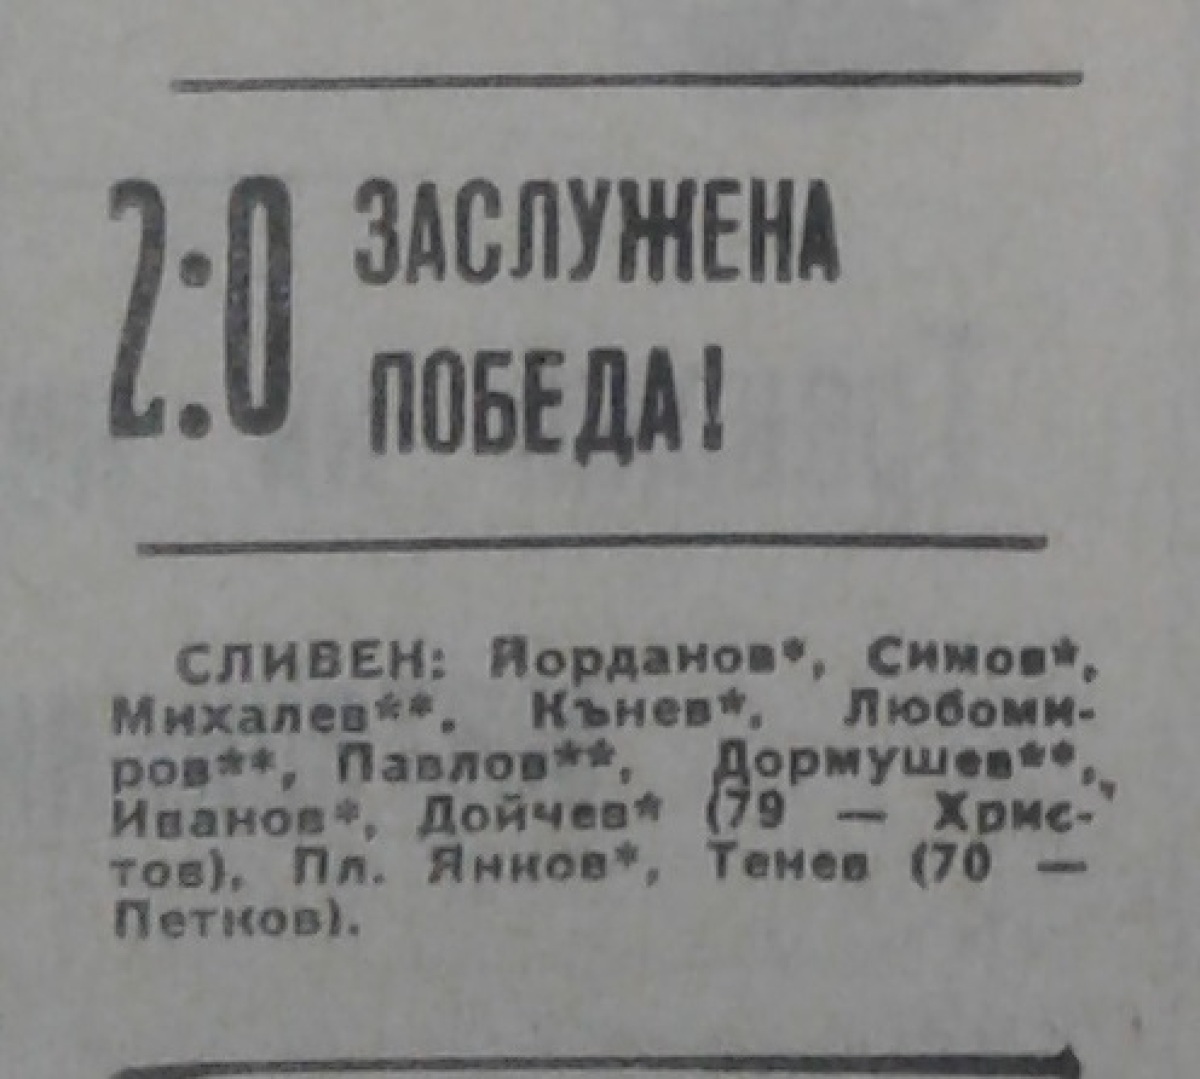 2:0 ЗАСЛУЖЕНА
ПОБЕДА!
СЛИВЕН: Йорданов*, Симов*,
Михалев**, Кънев*, Любоми-
ров**, Павлов**, Дормушев**,
Иванов*, Дойчев* (79 — Хрис-
тов), Пл. Янков*, Тенев (70 —
Петков).